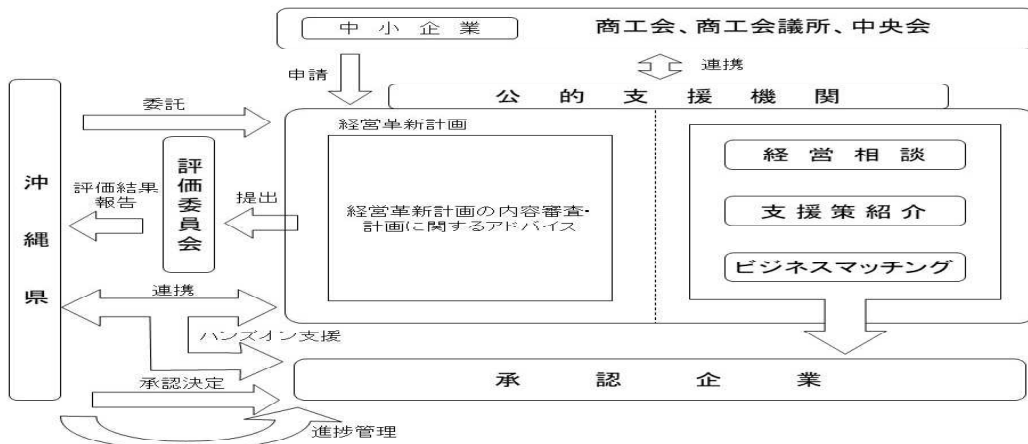 中小企業
商工会、商工会議所、中央会
申請
連携
公的支援機関
委託
経営革新計画
経営相談
評価委員会
沖縄県
評価結果
報告
提出
経営革新計画の内容審査・
計画に関するアドバイス
支援策紹介
ビジネスマッチング
連携
ハンズイン支援
承認企業
承認決定
進捗管理